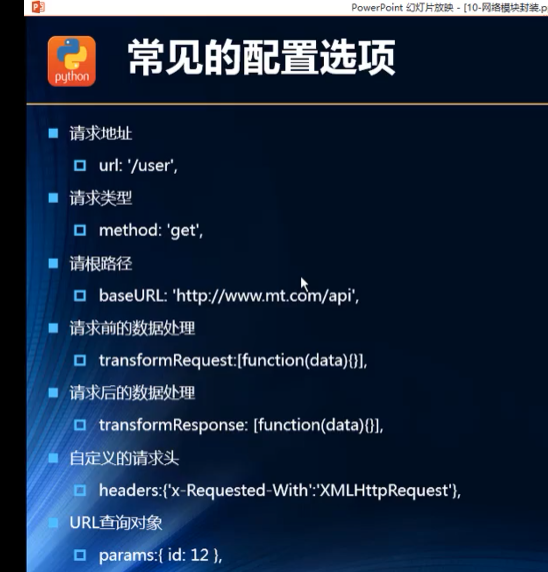 PowerPoint 幻灯片放映 - [10-网络模块封装.p
python
常见的配置选项
请求地址
url: '/user',
请求类型
method: 'get',
请根路径
baseURL: 'http://www.mt.com/api',
请求前的数据处理
transformRequest:[function(data){}],
请求后的数据处理
transformResponse: [function(data){}],
自定义的请求头
headers:{'x-Requested-With':'XMLHttpRequest'},
URL查询对象
params:{ id: 12 },